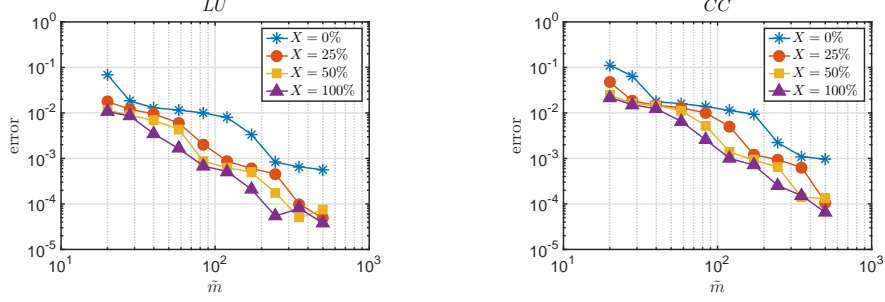 LU
10^0
10^-1
10^-2
10^-3
10^-4
10^-5
error
X = 0%
X = 25%
X = 50%
X = 100%
10^1
10^2
10^3
m̃
CC
10^0
10^-1
10^-2
10^-3
10^-4
10^-5
error
X = 0%
X = 25%
X = 50%
X = 100%
10^1
10^2
10^3
m̃